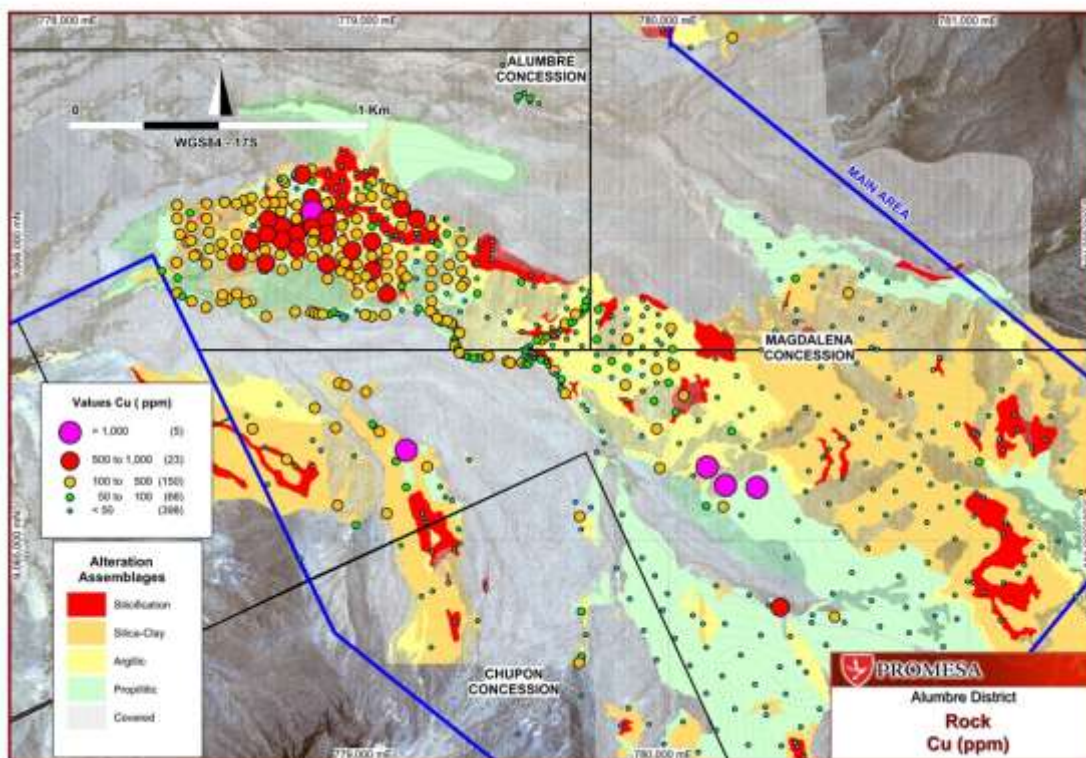 778,000 mE
779,000 mE
780,000 mE
781,000 mE
ALUMBRE
CONCESSION
0
1 Km
WGS84 - 17S
MAIN AREA
MAGDALENA
CONCESSION
Values Cu ( ppm)
1,000 (5)
500 to 1,000 (23)
100 to 500 (150)
50 to 100
< 50
Alteration
Assemblages
Silicification
Silica-Clay
Argillic
Propilitic
Covered
CHUPON
CONCESSION
PROMESA
Alumbre District
Rock
Cu (ppm)
779,000 mE
780,000 mE